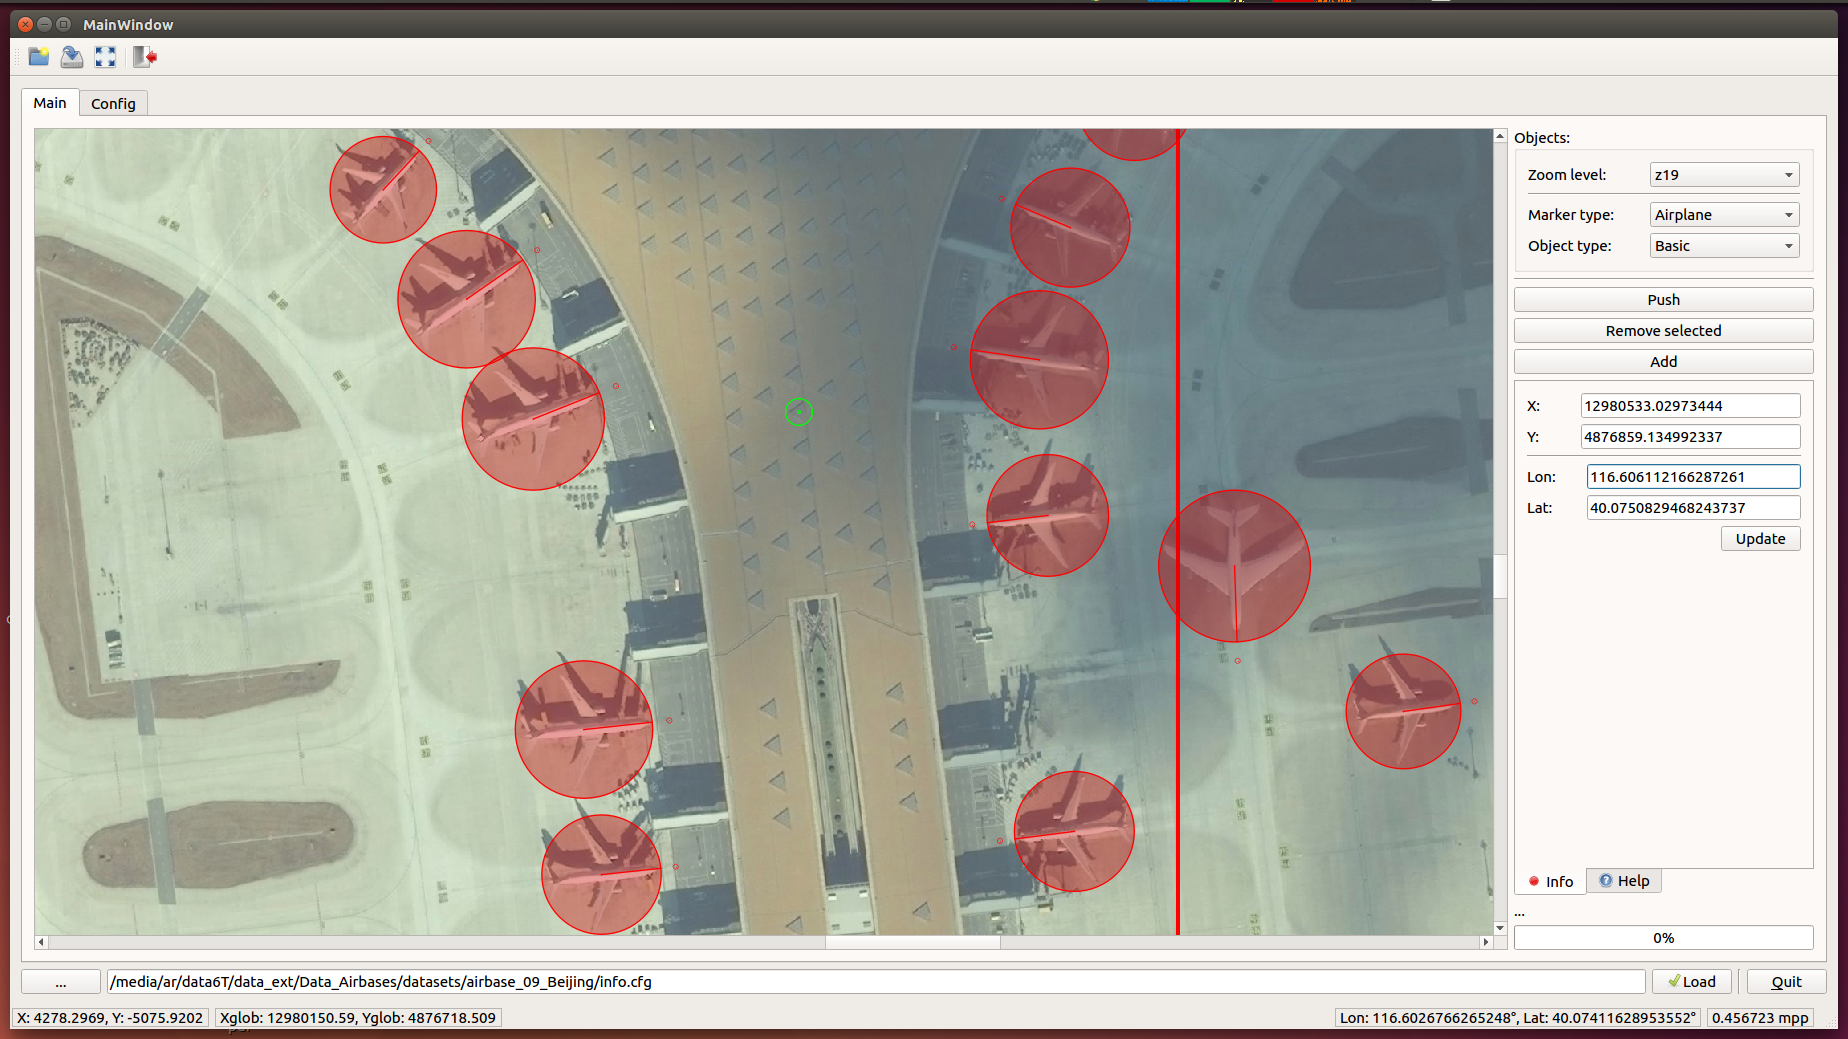 MainWindow
Main
Config
Objects:
Zoom level:
z19
Marker type:
Airplane
Object type:
Basic
Push
Remove selected
Add
X:
12980533.02973444
Y:
4876859.134992337
Lon:
116.606112166287261
Lat:
40.0750829468243737
Update
Info
Help
...
0%
...
/media/ar/data6T/data_ext/Data_Airbases/datasets/airbase_09_Beijing/info.cfg
Load
Quit
X: 4278.2969, Y: -5075.9202
Xglob: 12980150.59, Yglob: 4876718.509
Lon: 116.6026766265248°, Lat: 40.07411628953552°
0.456723 mpp